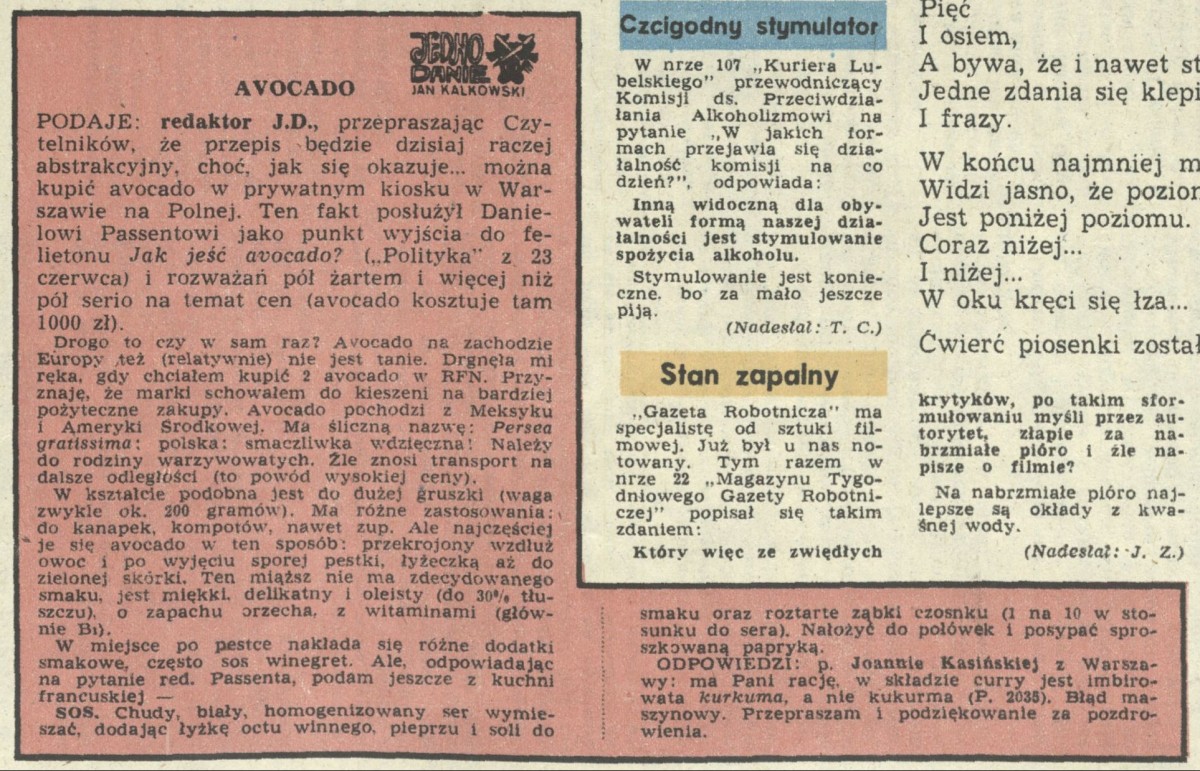 JEDNO
DANIE
JAN KALKOWSKI
AVOCADO
PODAJE: redaktor J.D., przepraszając Czy-
telników, że przepis będzie dzisiaj raczej
abstrakcyjny, choć, jak się okazuje... można
kupić avocado w prywatnym kiosku w War-
szawie na Polnej. Ten fakt posłużył Danie-
lowi Passentowi jako punkt wyjścia do fe-
lietonu Jak jeść avocado? („Polityka" z 23
czerwca) i rozważań pół żartem i więcej niż
pół serio na temat cen (avocado kosztuje tam
1000 zł).
Drogo to czy w sam raz? Avocado na zachodzie
Europy też (relatywnie) nie jest tanie. Drgnęła mi
ręka, gdy chciałem kupić 2 avocado w RFN. Przy-
znaję, że marki schowałem do kieszeni na bardziej
pożyteczne zakupy. Avocado pochodzi z Meksyku
i Ameryki Srodkowej. Ma śliczną nazwę: Persea
gratissima; polska: smaczliwka wdzięczna! Należy
do rodziny warzywowatych. Źle znosi transport na
dalsze odległości (to powód wysokiej ceny).
W kształcie podobna jest do dużej gruszki (waga
zwykle ok. 200 gramów). Ma różne zastosowania:
do kanapek, kompotów, nawet zup. Ale najczęściej
je się avocado w ten sposób: przekrojony wzdłuż
owoc i po wyjęciu sporej pestki, łyżeczką aż do
zielonej skórki. Ten miąższ nie ma zdecydowanego
smaku, jest miękki, delikatny i oleisty (do 30% tłu-
szczu), o zapachu orzecha, z witaminami (głów-
nie B1).
W miejsce po pestce nakłada się różne dodatki
smakowe, często sos winegret. Ale, odpowiadając
na pytanie red. Passenta, podam jeszcze z kuchni
francuskiej —
SOS. Chudy, biały, homogenizowany ser wymie-
szać, dodając łyżkę octu winnego, pieprzu i soli do
smaku oraz roztarte ząbki czosnku (1 na 10 w sto-
sunku do sera). Nałożyć do połówek i posypać spro-
szkowaną papryką.
ODPOWIEDZI: p. Joannie Kasińskiej z Warsza-
wy: ma Pani rację, w składzie curry jest imbiro-
wata kurkuma, a nie kukurma (P. 2035). Błąd ma-
szynowy. Przepraszam i podziękowanie za pozdro-
wienia.
Czcigodny stymulator
W nrze 107 „Kuriera Lu-
belskiego" przewodniczący
Komisji ds. Przeciwdzia-
łania Alkoholizmowi na
pytanie „W jakich for-
mach przejawia się dzia-
łalność komisji na co
dzień?", odpowiada:
Inną widoczną dla oby-
wateli formą naszej dzia-
łalności jest stymulowanie
spożycia alkoholu.
Stymulowanie jest konie-
czne, bo za mało jeszcze
piją.
(Nadesłał: T. C.)
Stan zapalny
„Gazeta Robotnicza" ma
specjalistę od sztuki fil-
mowej. Już był u nas no-
towany. Tym razem w
nrze 22 „Magazynu Tygo-
dniowego Gazety Robotni-
czej" popisał się takim
zdaniem:
Który więc ze zwiędłych
krytyków, po takim sfor-
mułowaniu myśli przez au-
torytet, złapie za na-
brzmiałe pióro i źle na-
pisze o filmie?
Na nabrzmiałe pióro naj-
lepsze są okłady z kwa-
śnej wody.
(Nadesłał: J. Z.)
Pięć
I osiem,
A bywa, że i nawet st
Jedne zdania się klepi
I frazy.
W końcu najmniej m
Widzi jasno, że poziom
Jest poniżej poziomu.
Coraz niżej...
I niżej...
W oku kręci się łza...
Ćwierć piosenki został